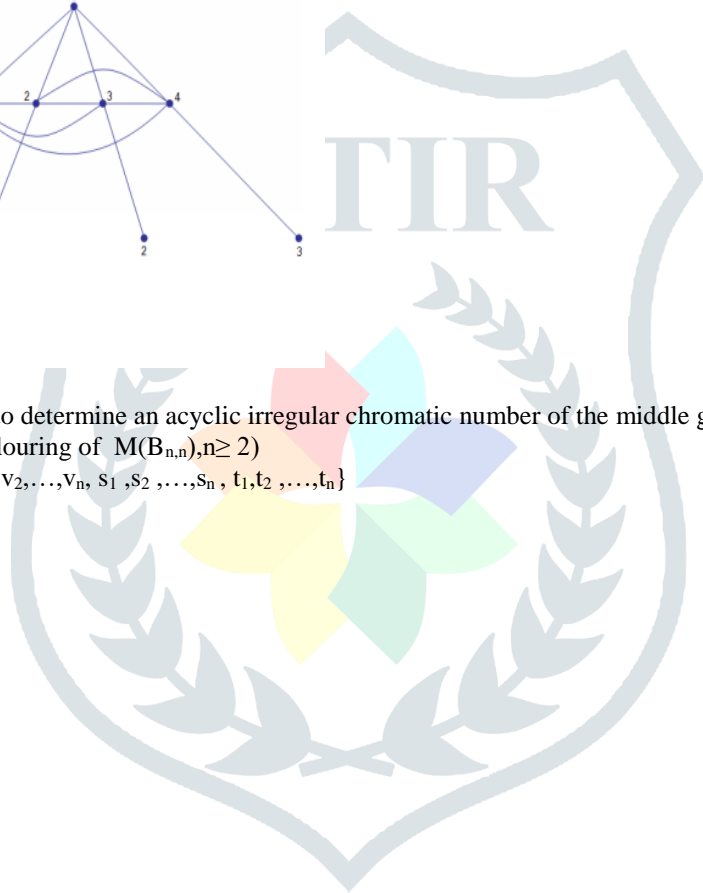 2 3 4
TIR
2 3
to determine an acyclic irregular chromatic number of the middle g
louring of M(Bₙ,ₙ),n≥ 2)
v₂,…,vₙ, s₁ ,s₂ ,…,sₙ , t₁,t₂ ,…,tₙ}